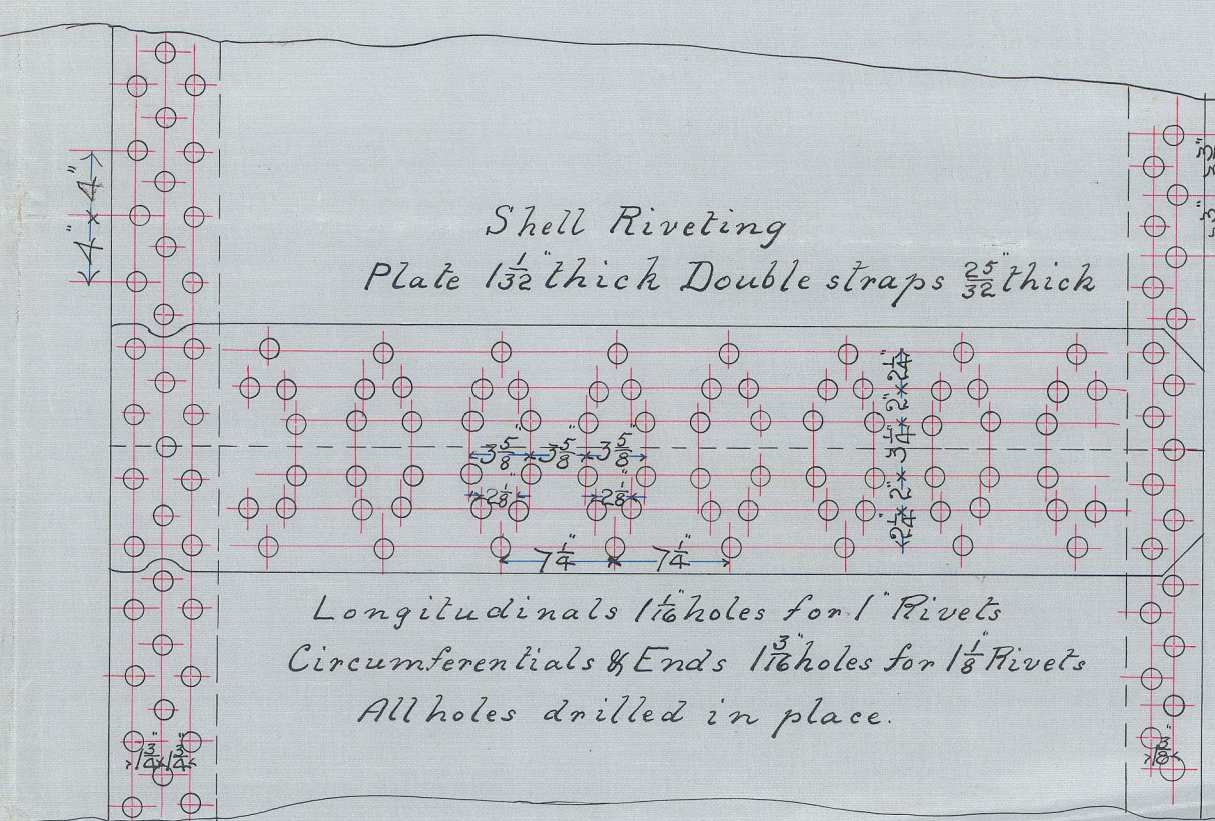 Shell Riveting
Plate 1 1/32" thick Double straps 25/32" thick
4" × 4"
2 1/4" × 2" × 3 1/4" × 2" × 2 1/4"
3 5/8" 3 5/8" 3 5/8"
2 1/8" 2 1/8"
7 1/4" 7 1/4"
Longitudinals 1 1/16" holes for 1" Rivets
Circumferentials & Ends 1 3/16" holes for 1 1/8" Rivets
All holes drilled in place.
1 3/4" 1 3/4"
1 3/8"